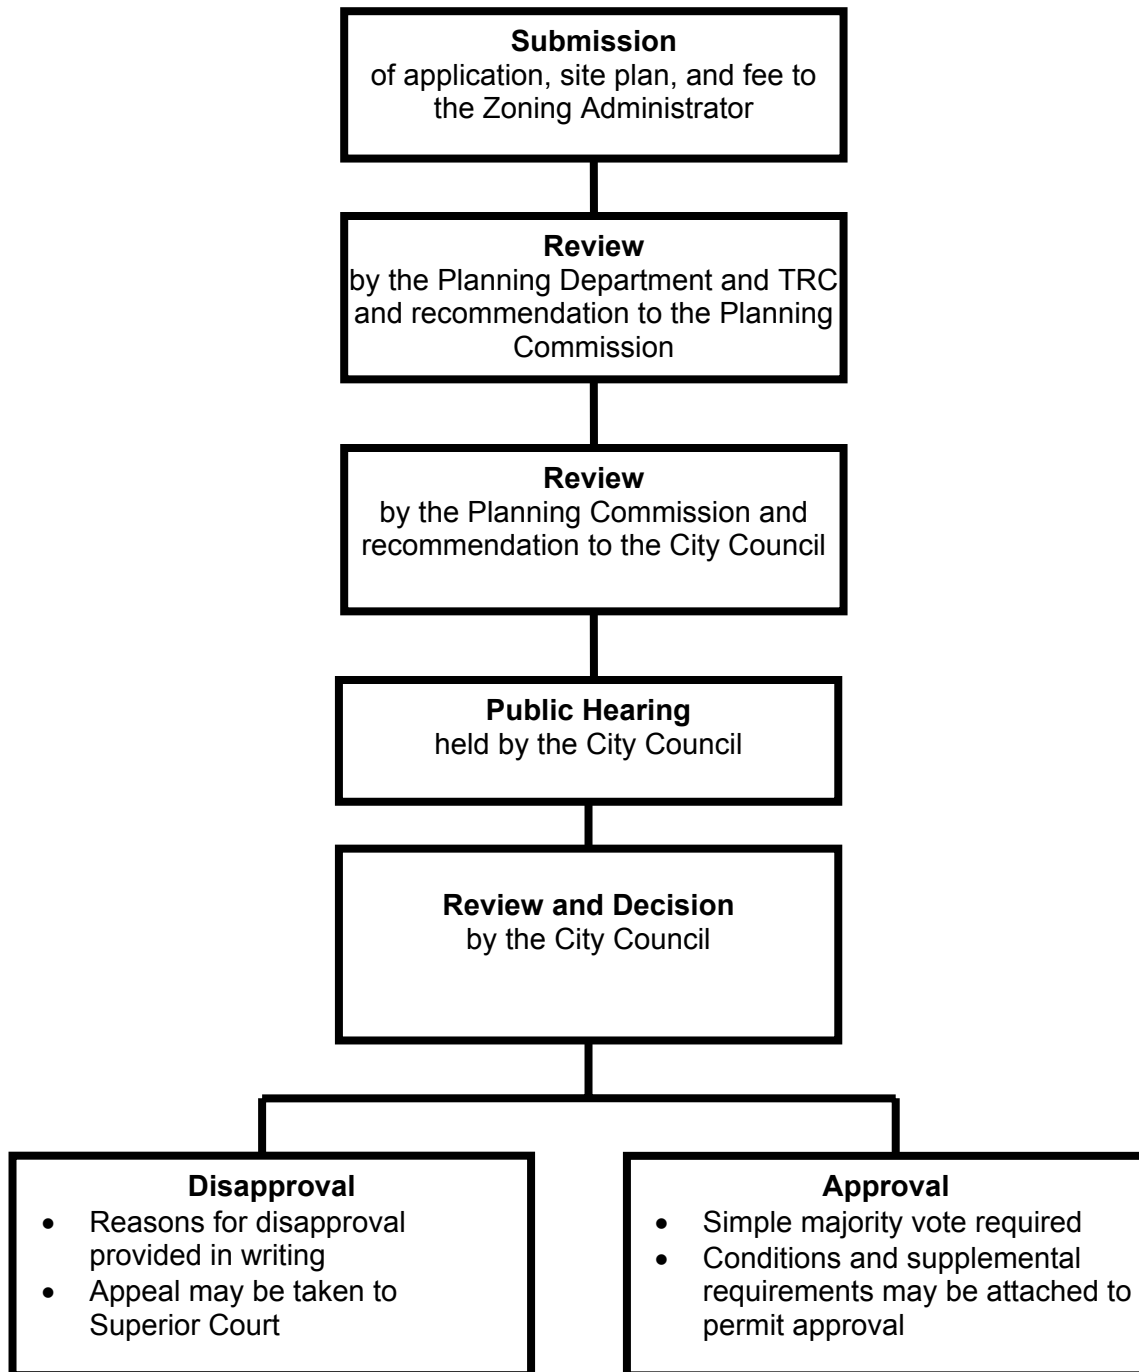 Submission
of application, site plan, and fee to
the Zoning Administrator
Review
by the Planning Department and TRC
and recommendation to the Planning
Commission
Review
by the Planning Commission and
recommendation to the City Council
Public Hearing
held by the City Council
Review and Decision
by the City Council
Disapproval
• Reasons for disapproval
provided in writing
• Appeal may be taken to
Superior Court
Approval
• Simple majority vote required
• Conditions and supplemental
requirements may be attached to
permit approval